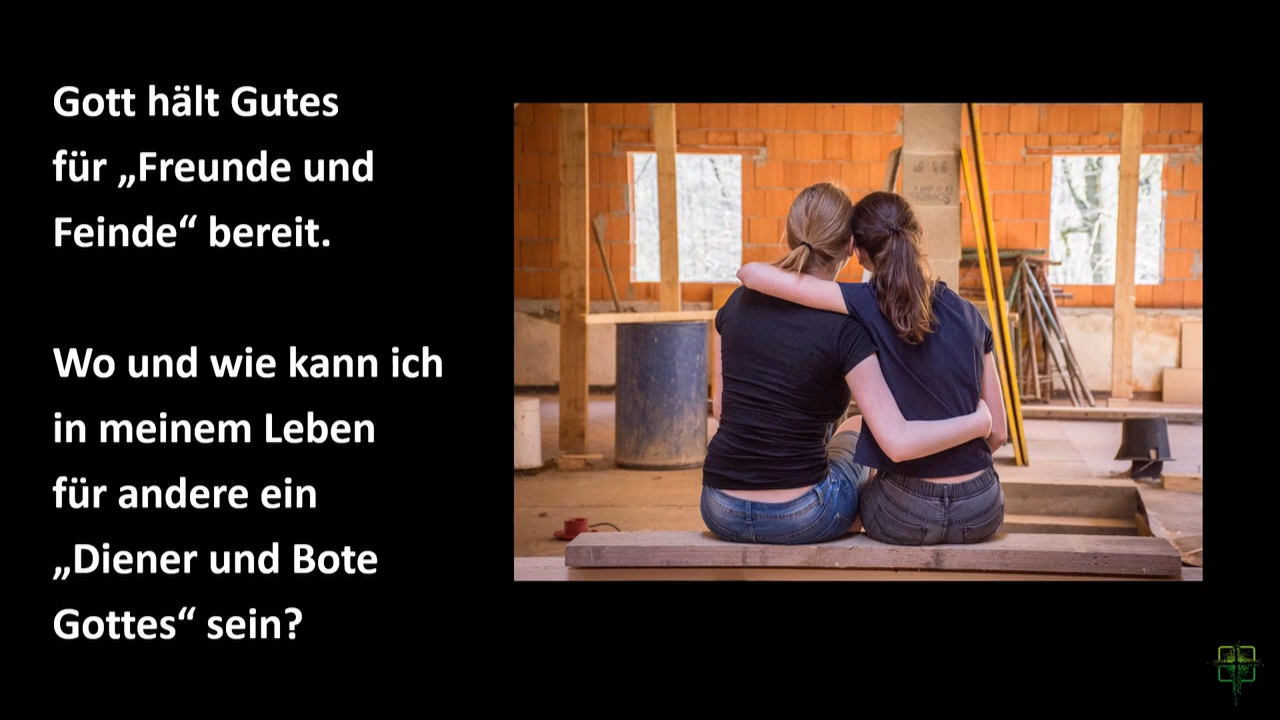 Gott hält Gutes
für „Freunde und
Feinde“ bereit.
Wo und wie kann ich
in meinem Leben
für andere ein
„Diener und Bote
Gottes“ sein?